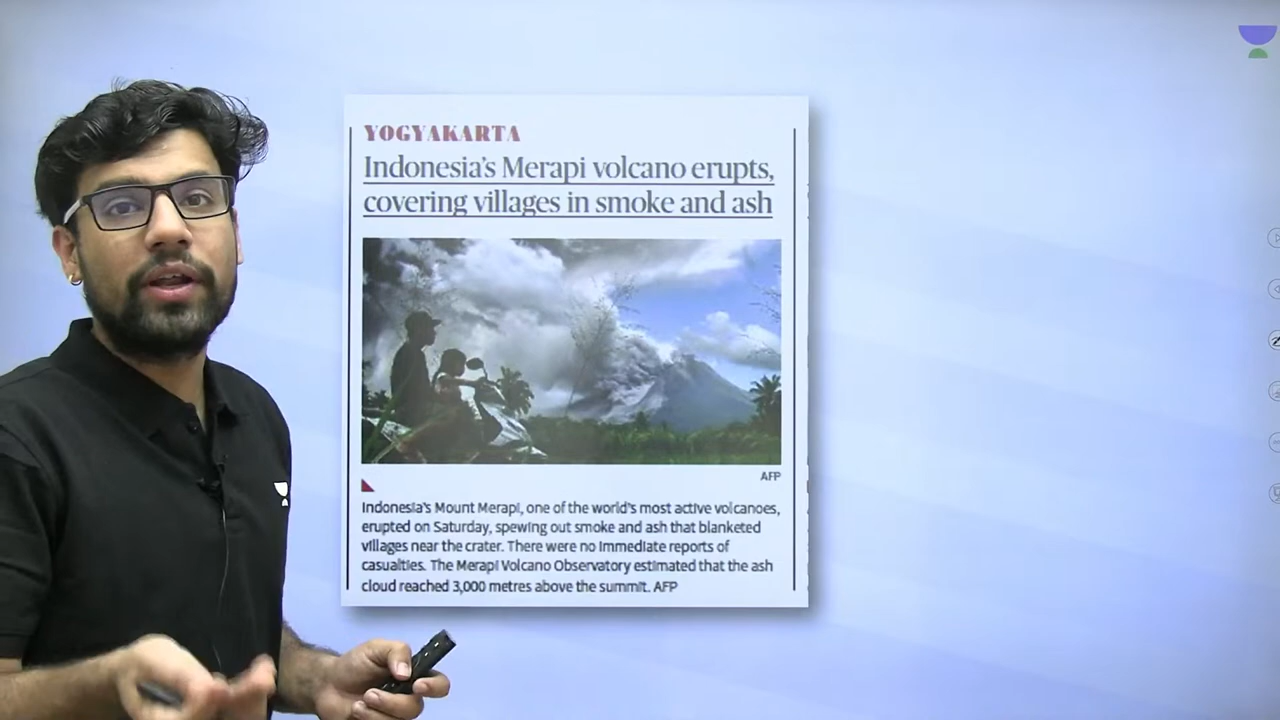 YOGYAKARTA
Indonesia's Merapi volcano erupts,
covering villages in smoke and ash
AFP
Indonesia's Mount Merapi, one of the world's most active volcanoes,
erupted on Saturday, spewing out smoke and ash that blanketed
villages near the crater. There were no immediate reports of
casualties. The Merapi Volcano Observatory estimated that the ash
cloud reached 3,000 metres above the summit. AFP